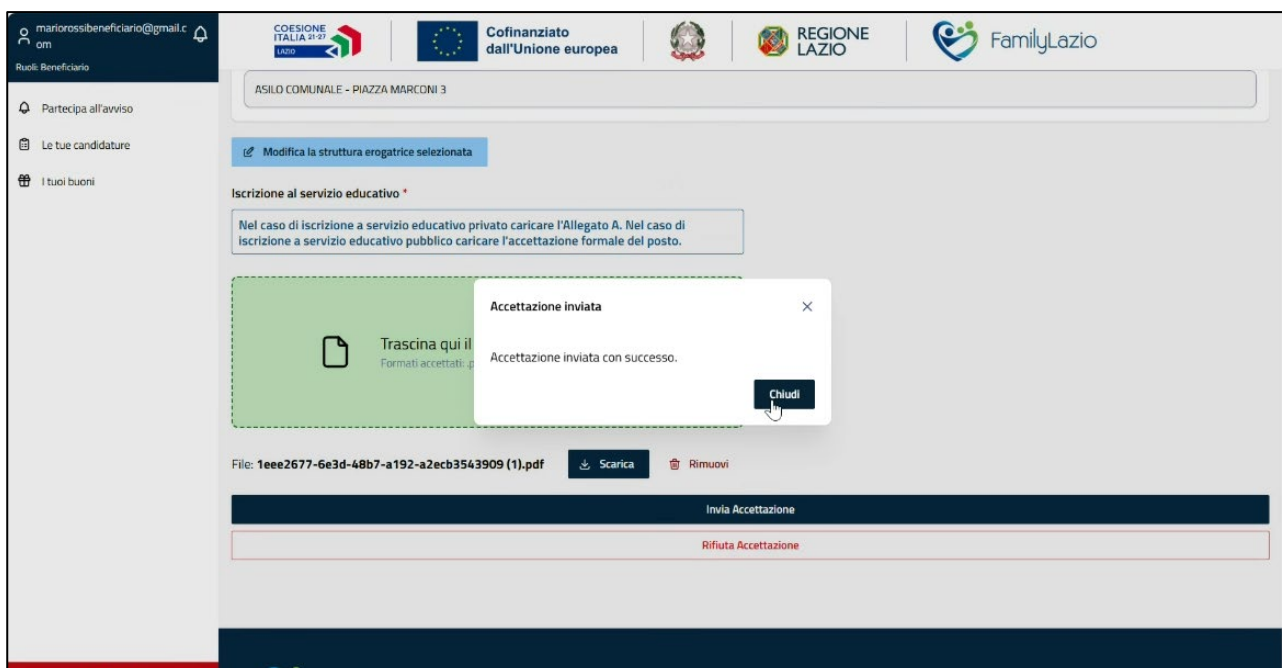 mariorossibeneficiario@gmail.c
om
Ruoli: Beneficiario
COESIONE
ITALIA 21-27
LAZIO
Cofinanziato
dall'Unione europea
REGIONE
LAZIO
FamilyLazio
Partecipa all'avviso
Le tue candidature
I tuoi buoni
ASILO COMUNALE - PIAZZA MARCONI 3
Modifica la struttura erogatrice selezionata
Iscrizione al servizio educativo *
Nel caso di iscrizione a servizio educativo privato caricare l'Allegato A. Nel caso di
iscrizione a servizio educativo pubblico caricare l'accettazione formale del posto.
Trascina qui il
Formati accettati: .p
Accettazione inviata
Accettazione inviata con successo.
Chiudi
File: 1eee2677-6e3d-48b7-a192-a2ecb3543909 (1).pdf
Scarica
Rimuovi
Invia Accettazione
Rifiuta Accettazione